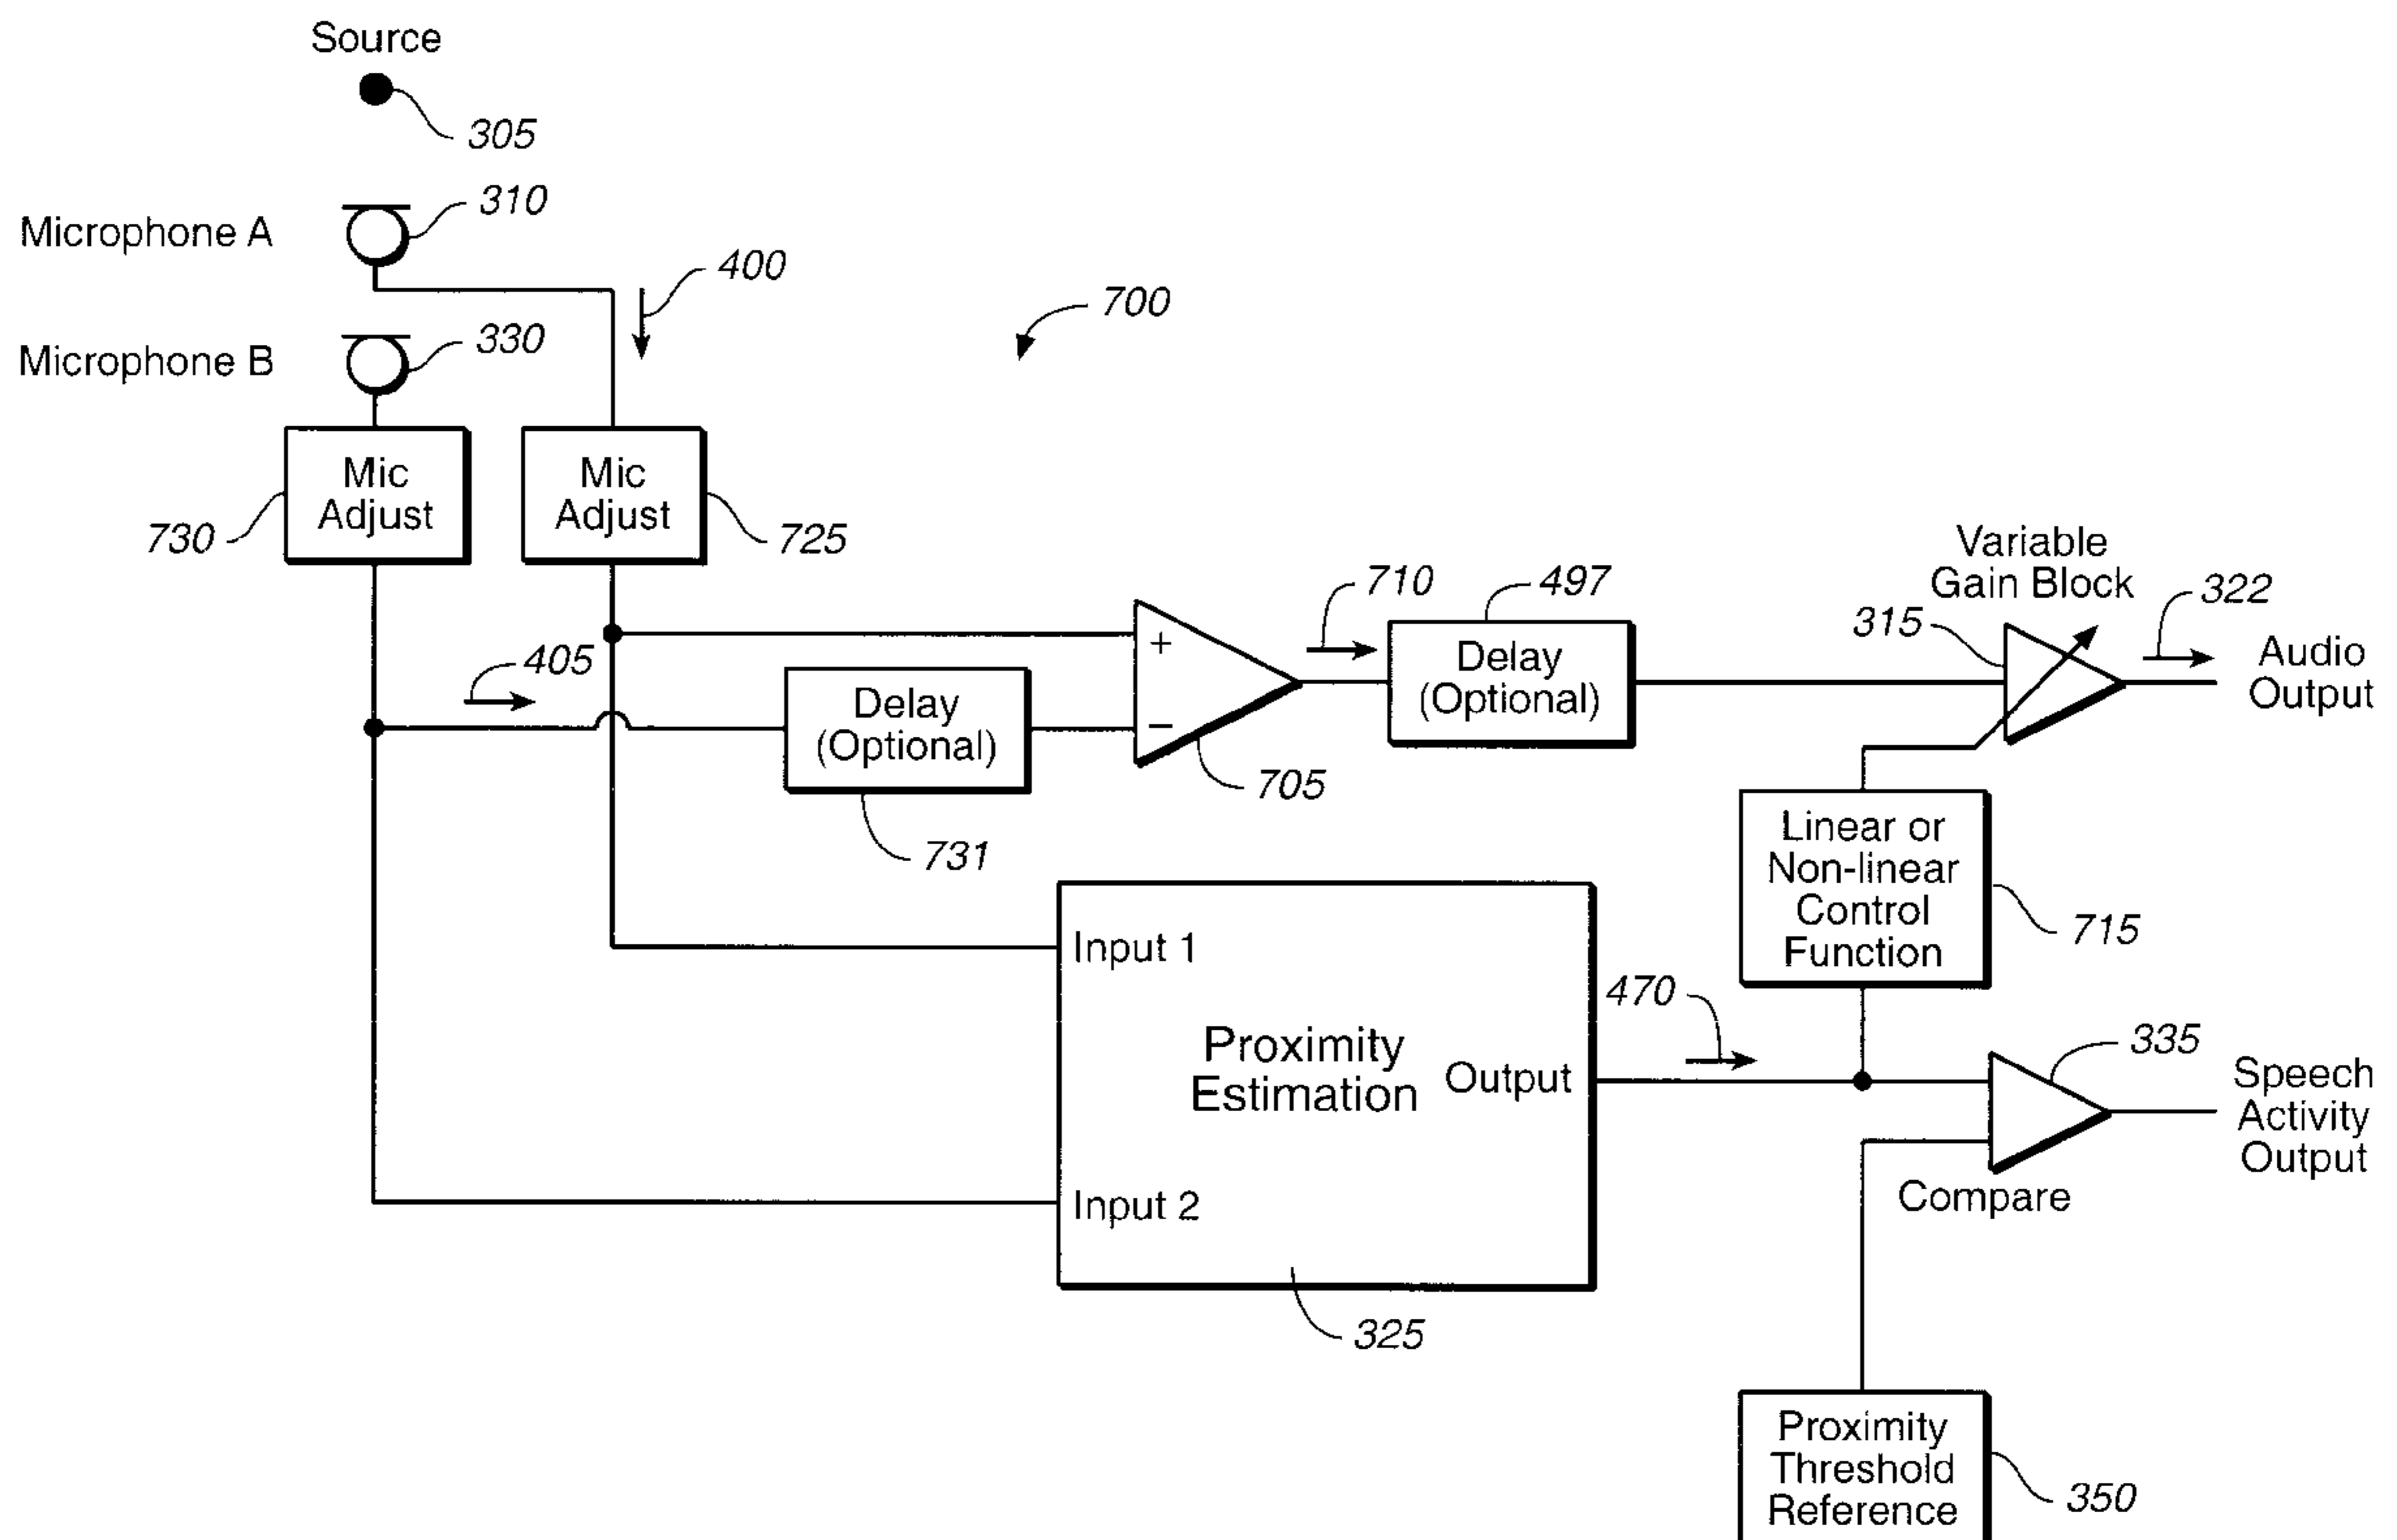 Source
305
Microphone A
310
400
700
Microphone B
330
Mic
Adjust
730
Mic
Adjust
725
405
Delay
(Optional)
731
+
−
705
710
497
Delay
(Optional)
Variable
Gain Block
315
322
Audio
Output
Linear or
Non-linear
Control
Function
715
Input 1
Proximity
Estimation
Output
Input 2
325
470
335
Speech
Activity
Output
Compare
Proximity
Threshold
Reference
350